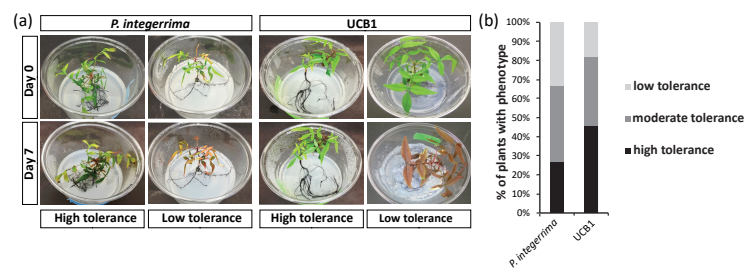 (a)
P. integerrima
UCB1
Day 0
Day 7
High tolerance
Low tolerance
High tolerance
Low tolerance
(b)
% of plants with phenotype
100%
90%
80%
70%
60%
50%
40%
30%
20%
10%
0%
P. integerrima
UCB1
low tolerance
moderate tolerance
high tolerance